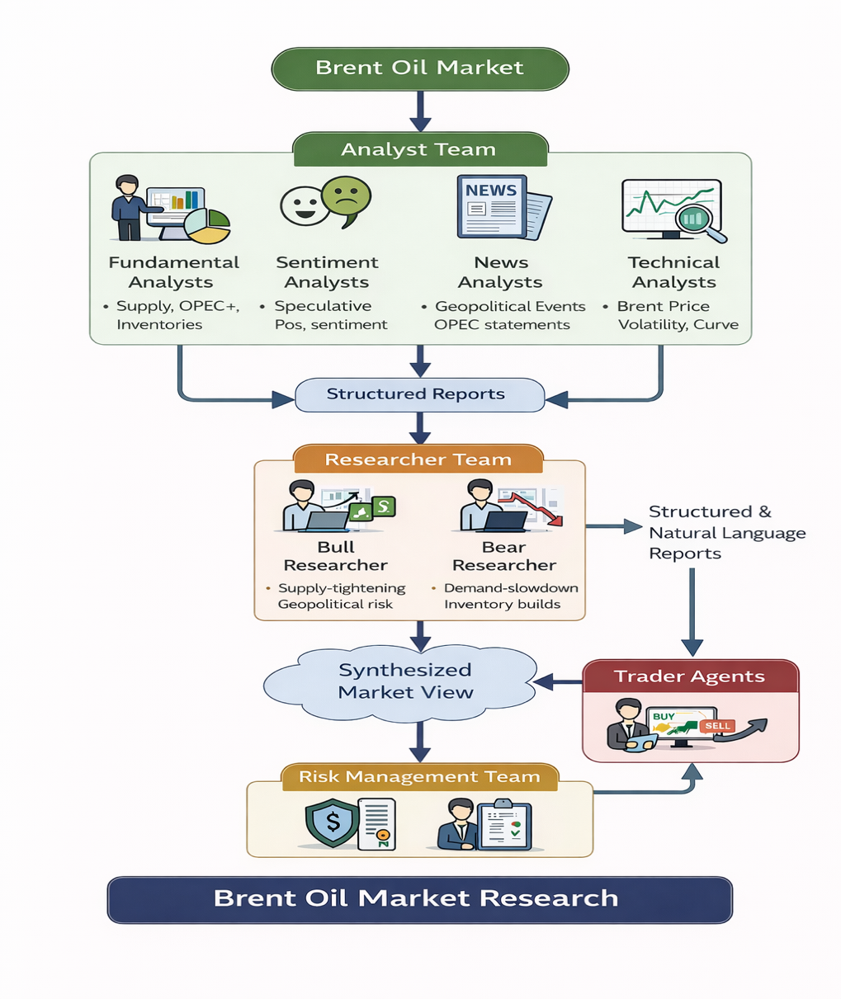 Brent Oil Market
Analyst Team
NEWS
Fundamental
Analysts
• Supply, OPEC+,
Inventories
Sentiment
Analysts
• Speculative
Pos, sentiment
News
Analysts
• Geopolitical Events
OPEC statements
Technical
Analysts
• Brent Price
Volatility, Curve
Structured Reports
Researcher Team
S
Bull
Researcher
• Supply-tightening
Geopolitical risk
Bear
Researcher
• Demand-slowdown
Inventory builds
Structured &
Natural Language
Reports
Synthesized
Market View
Trader Agents
BUY
SELL
Risk Management Team
$
Brent Oil Market Research